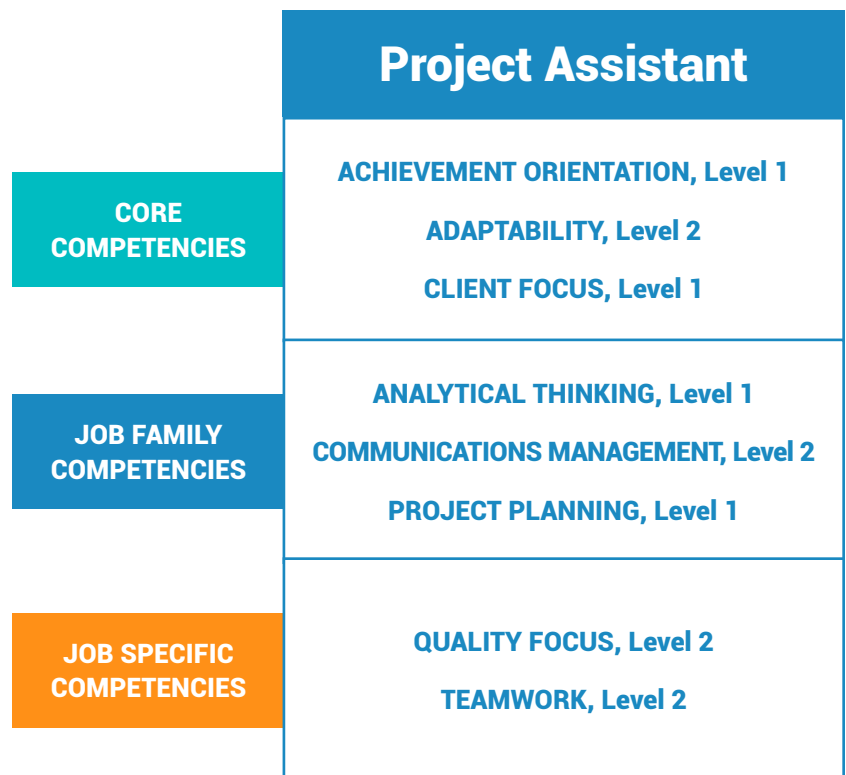 Project Assistant
CORE
COMPETENCIES
ACHIEVEMENT ORIENTATION, Level 1
ADAPTABILITY, Level 2
CLIENT FOCUS, Level 1
JOB FAMILY
COMPETENCIES
ANALYTICAL THINKING, Level 1
COMMUNICATIONS MANAGEMENT, Level 2
PROJECT PLANNING, Level 1
JOB SPECIFIC
COMPETENCIES
QUALITY FOCUS, Level 2
TEAMWORK, Level 2